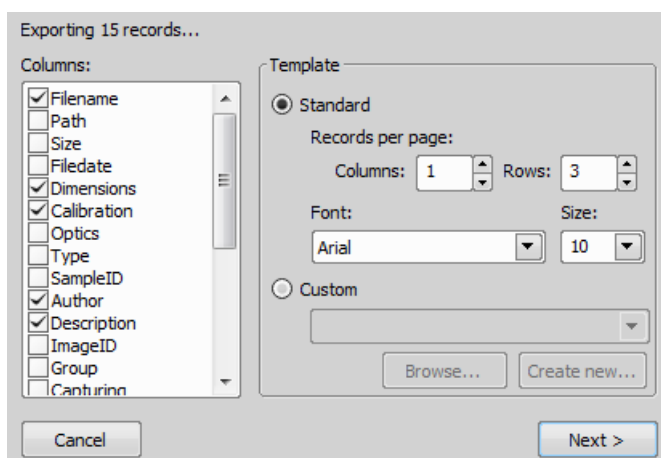 Exporting 15 records...
Columns:
Filename
Path
Size
Filedate
Dimensions
Calibration
Optics
Type
SampleID
Author
Description
ImageID
Group
Capturing
Template
Standard
Records per page:
Columns: 1 Rows: 3
Font: Size:
Arial 10
Custom
Browse... Create new...
Cancel Next >